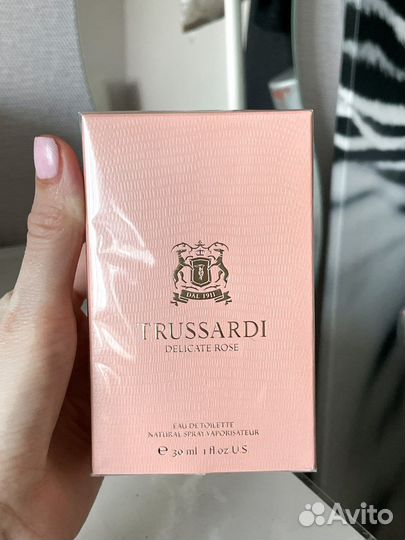 DAL 1911
TRUSSARDI
DELICATE ROSE
EAU DE TOILETTE
NATURAL SPRAY VAPORISATEUR
e 30 ml 1 fl oz U.S.
Avito